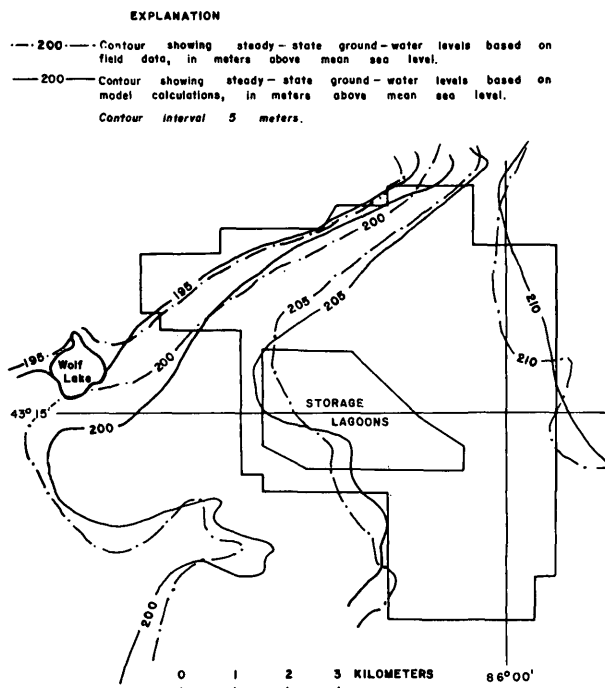 EXPLANATION
200 Contour showing steady-state ground-water levels based on
field data, in meters above mean sea level.
200 Contour showing steady-state ground-water levels based on
model calculations, in meters above mean sea level.
Contour interval 5 meters.
200
195
205
205
210
195
Wolf
Lake
200
210
43° 15'
200
STORAGE
LAGOONS
200
0 1 2 3 KILOMETERS
86°00'